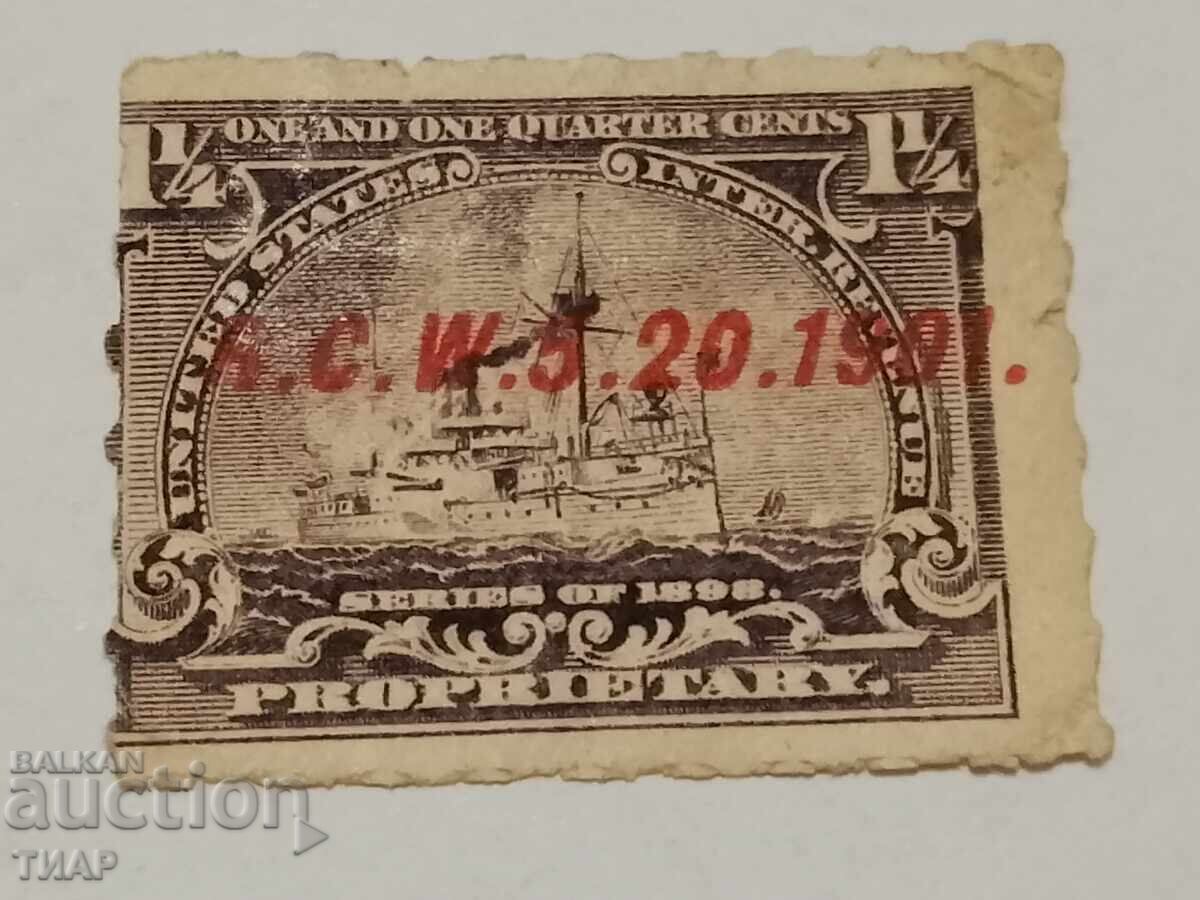 1¼ ONE AND ONE QUARTER CENTS 1¼
UNITED STATES INTER. REVENUE
.C.W.5.20.1901.
SERIES OF 1898.
PROPRIETARY.
BALKAN
auction
ТИАР